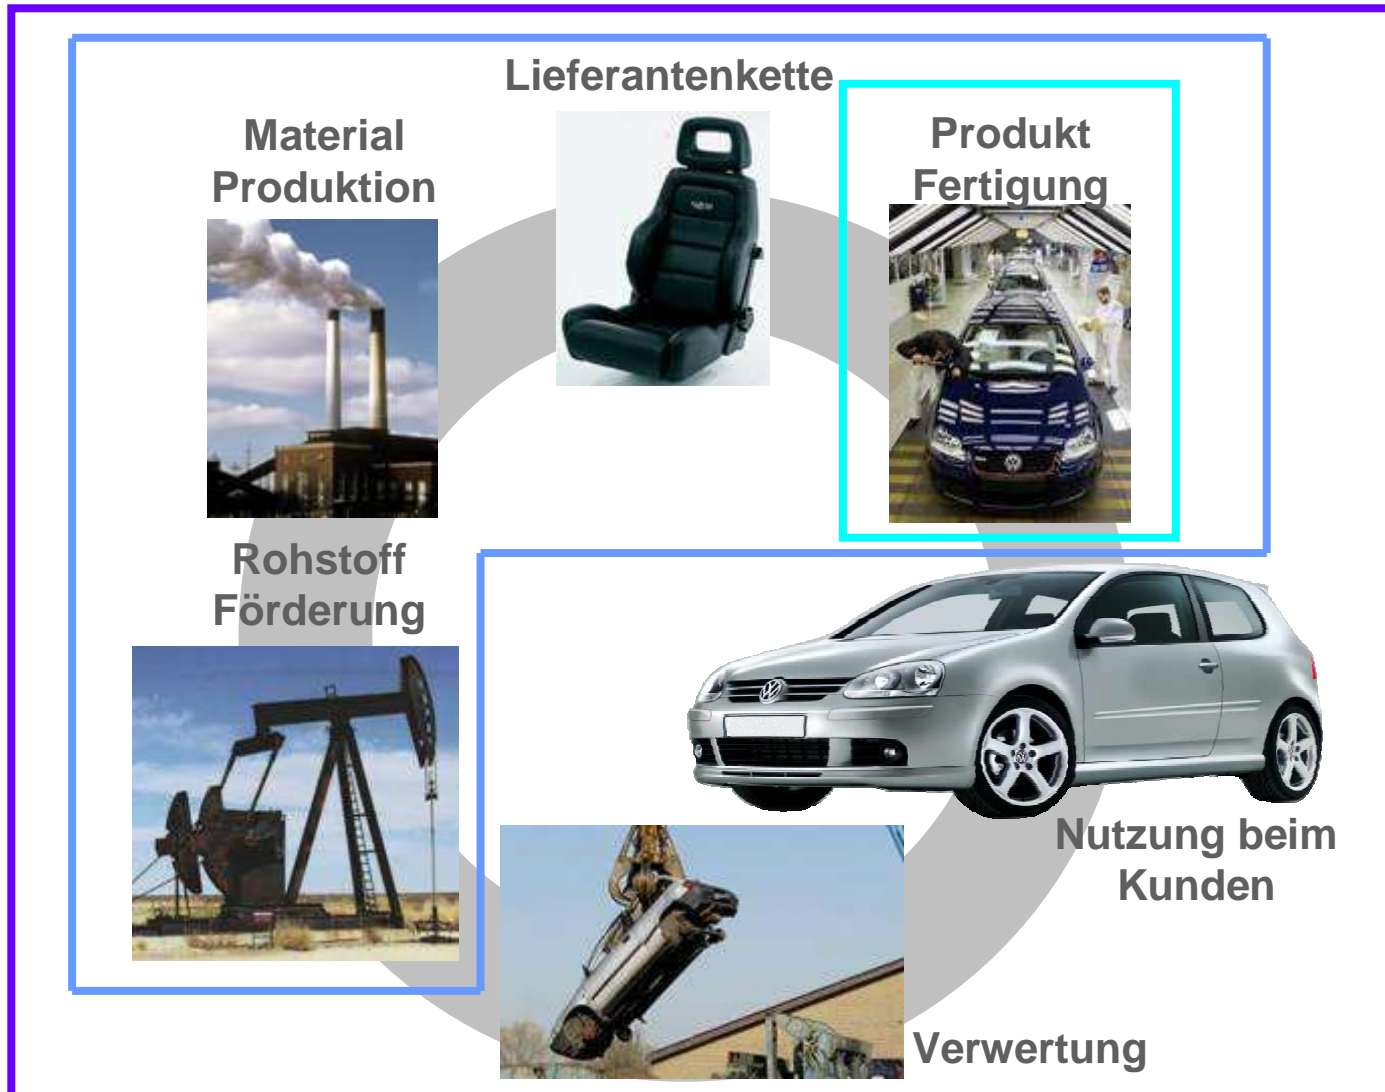 Lieferantenkette
Material
Produktion
Produkt
Fertigung
Rohstoff
Förderung
Nutzung beim
Kunden
Verwertung